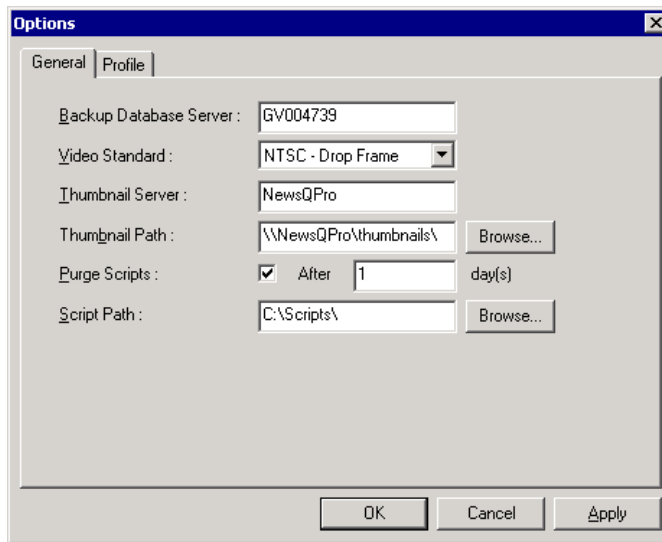 Options
General Profile
Backup Database Server : GV004739
Video Standard : NTSC - Drop Frame
Thumbnail Server : NewsQPro
Thumbnail Path : \\NewsQPro\thumbnails\ Browse...
Purge Scripts : After 1 day(s)
Script Path : C:\Scripts\ Browse...
OK Cancel Apply